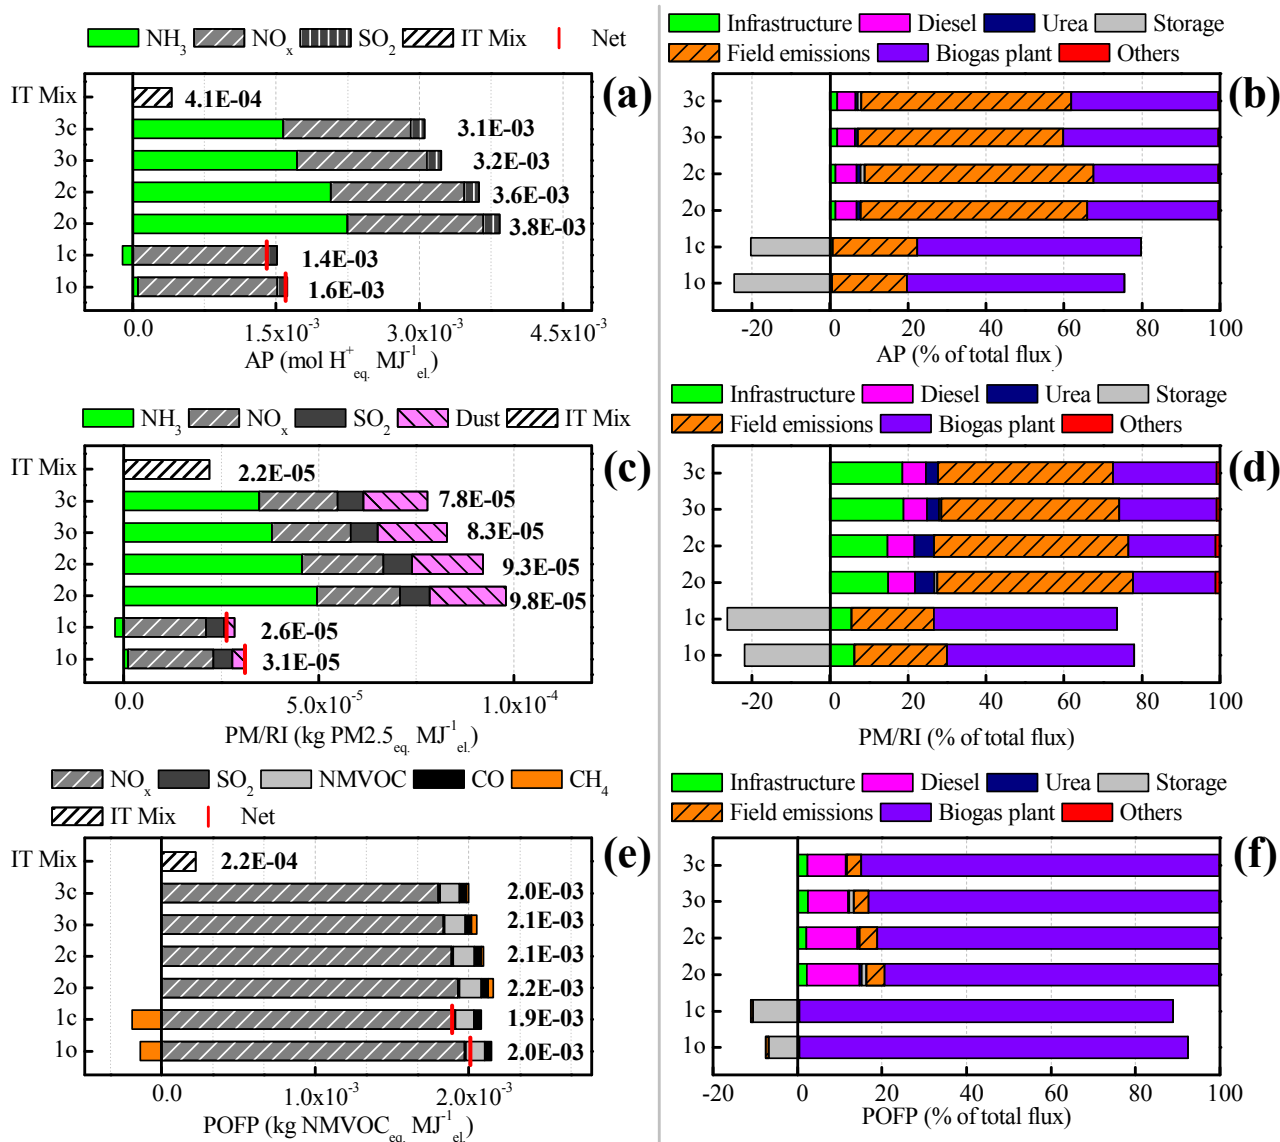 NH3 NOx SO2 IT Mix Net
(a)
IT Mix 4.1E-04
3c 3.1E-03
3o 3.2E-03
2c 3.6E-03
2o 3.8E-03
1c 1.4E-03
1o 1.6E-03
0.0 1.5x10-3 3.0x10-3 4.5x10-3
AP (mol H+eq. MJ-1el.)
Infrastructure Diesel Urea Storage
Field emissions Biogas plant Others
(b)
3c
3o
2c
2o
1c
1o
-20 0 20 40 60 80 100
AP (% of total flux)
NH3 NOx SO2 Dust IT Mix
(c)
IT Mix 2.2E-05
3c 7.8E-05
3o 8.3E-05
2c 9.3E-05
2o 9.8E-05
1c 2.6E-05
1o 3.1E-05
0.0 5.0x10-5 1.0x10-4
PM/RI (kg PM2.5eq. MJ-1el.)
Infrastructure Diesel Urea Storage
Field emissions Biogas plant Others
(d)
3c
3o
2c
2o
1c
1o
-20 0 20 40 60 80 100
PM/RI (% of total flux)
NOx SO2 NMVOC CO CH4
IT Mix Net
(e)
IT Mix 2.2E-04
3c 2.0E-03
3o 2.1E-03
2c 2.1E-03
2o 2.2E-03
1c 1.9E-03
1o 2.0E-03
0.0 1.0x10-3 2.0x10-3
POFP (kg NMVOCeq. MJ-1el.)
Infrastructure Diesel Urea Storage
Field emissions Biogas plant Others
(f)
3c
3o
2c
2o
1c
1o
-20 0 20 40 60 80 100
POFP (% of total flux)